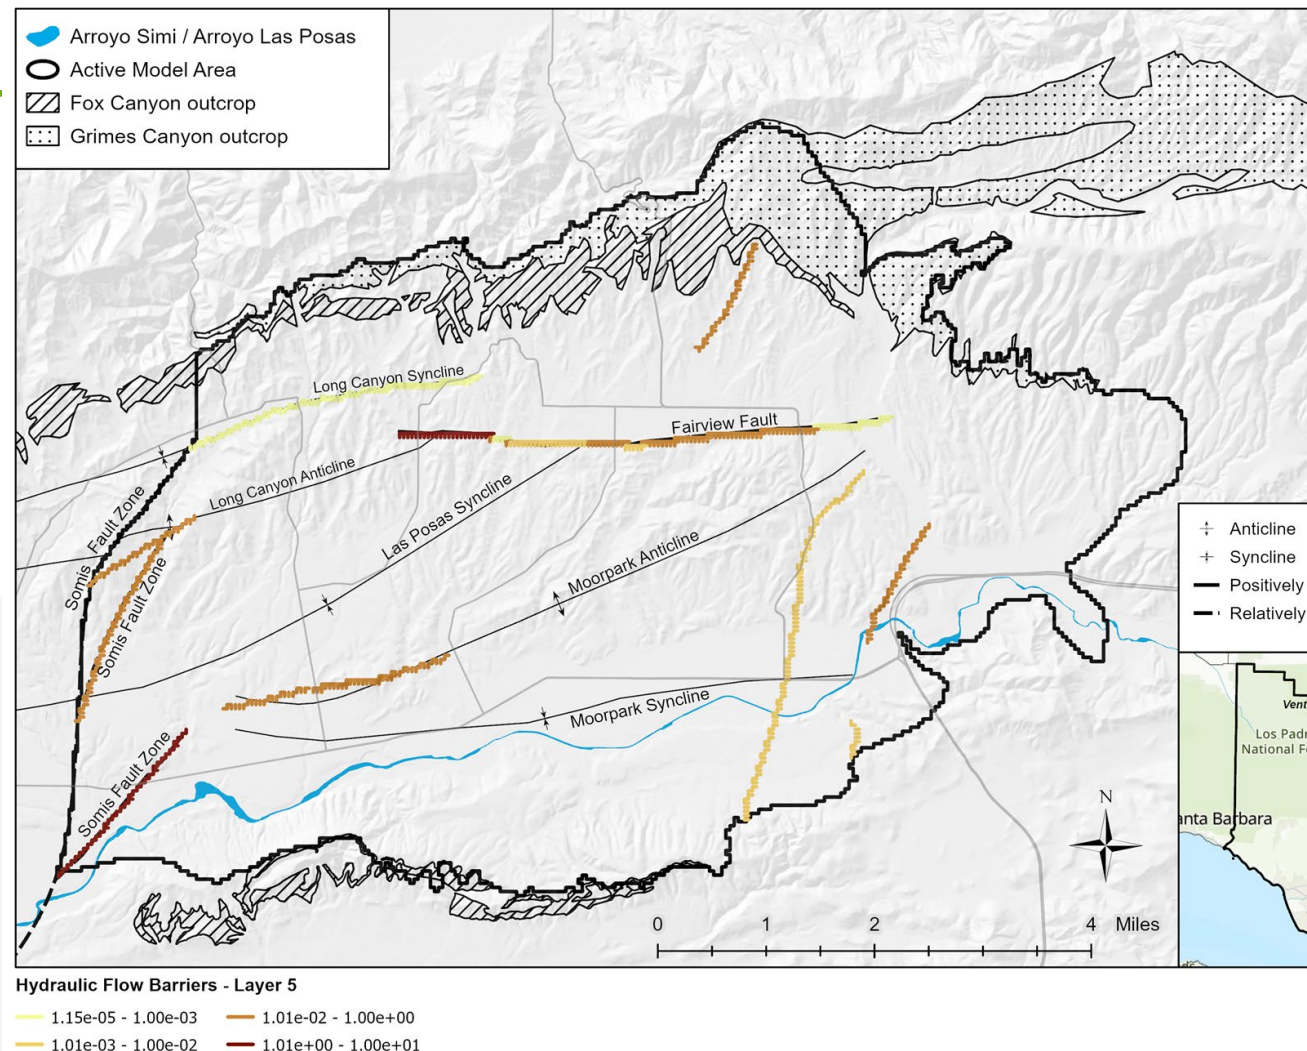 Arroyo Simi / Arroyo Las Posas
Active Model Area
Fox Canyon outcrop
Grimes Canyon outcrop
Long Canyon Syncline
Fairview Fault
Long Canyon Anticline
Somis Fault Zone
Las Posas Syncline
Somis Fault Zone
Moorpark Anticline
Moorpark Syncline
Somis Fault Zone
Anticline
Syncline
Positively
Relatively
Vent
Los Padr
National F
anta Barbara
N
0 1 2 4 Miles
Hydraulic Flow Barriers - Layer 5
1.15e-05 - 1.00e-03
1.01e-02 - 1.00e+00
1.01e-03 - 1.00e-02
1.01e+00 - 1.00e+01